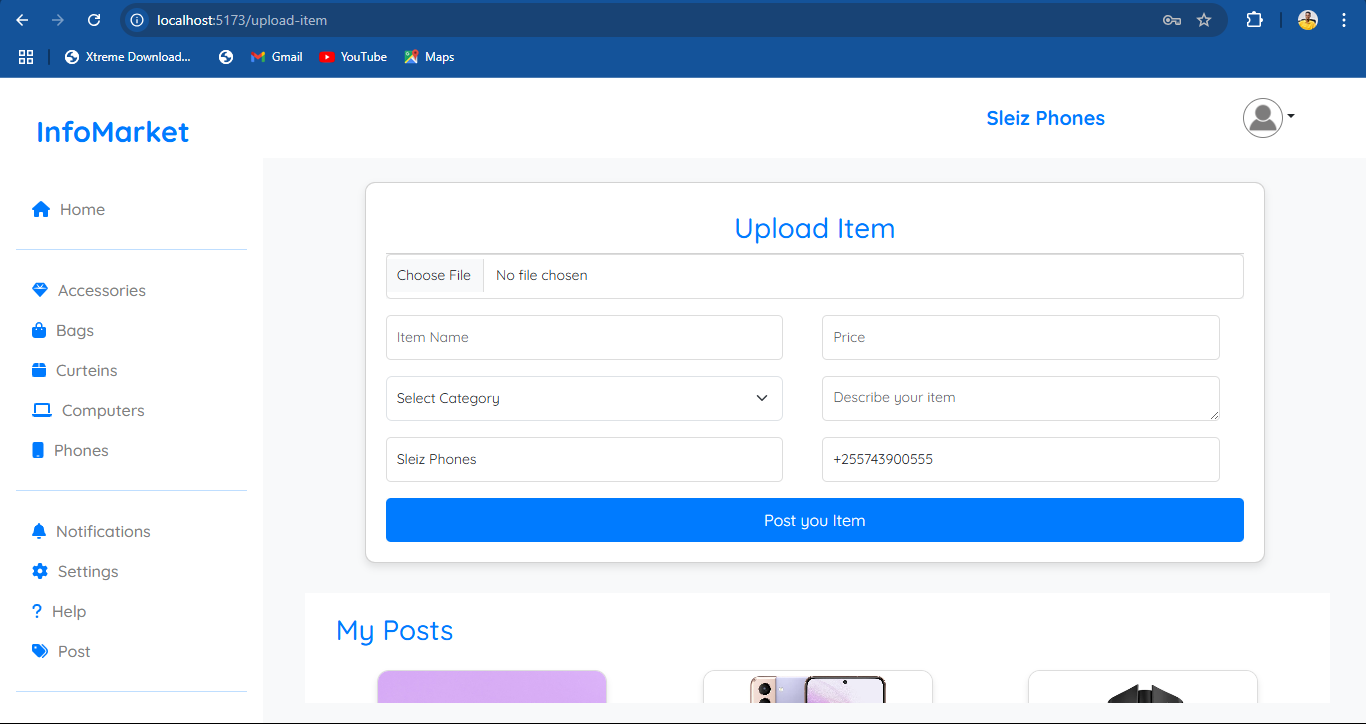 localhost:5173/upload-item
Xtreme Download...
Gmail
YouTube
Maps
InfoMarket
Sleiz Phones
Home
Accessories
Bags
Curteins
Computers
Phones
Notifications
Settings
? Help
Post
Upload Item
Choose File No file chosen
Item Name
Price
Select Category
Describe your item
Sleiz Phones
+255743900555
Post you Item
My Posts